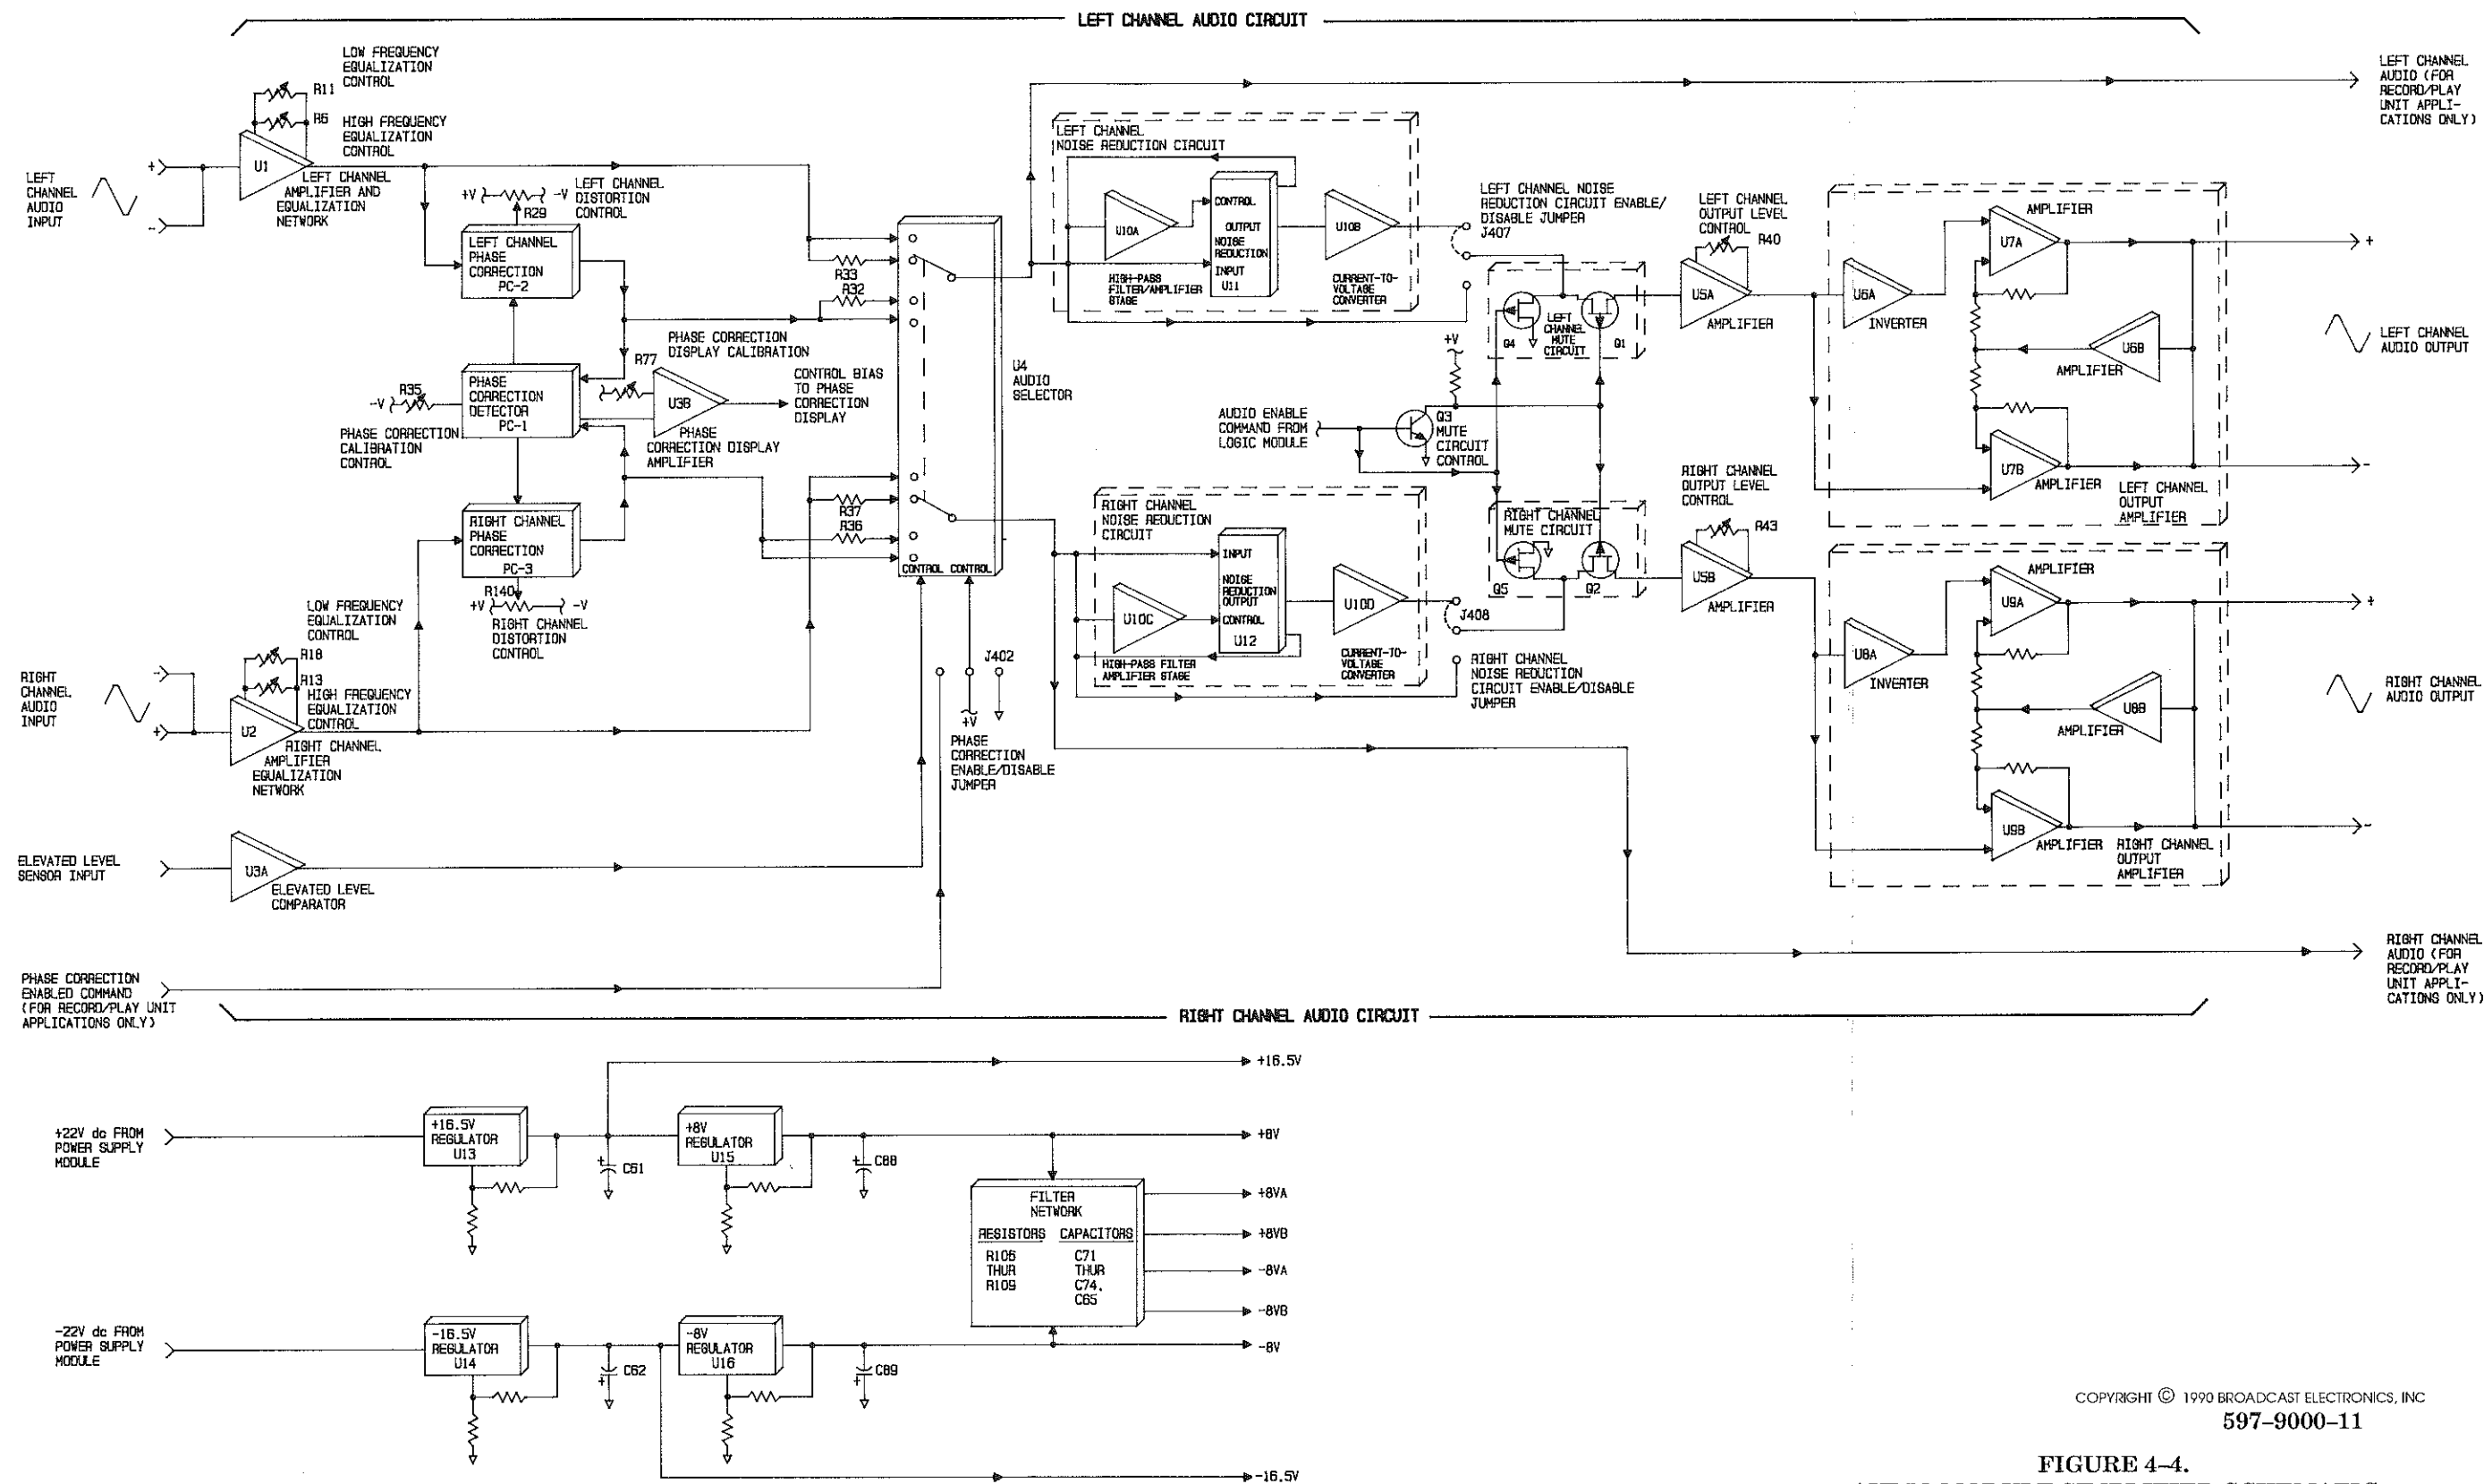 LEFT CHANNEL AUDIO CIRCUIT
LOW FREQUENCY
EQUALIZATION
CONTROL
R11
R6
HIGH FREQUENCY
EQUALIZATION
CONTROL
LEFT
CHANNEL
AUDIO
INPUT
+
-
U1
LEFT CHANNEL
AMPLIFIER AND
EQUALIZATION
NETWORK
+V
-V
R29
LEFT CHANNEL
DISTORTION
CONTROL
LEFT CHANNEL
PHASE
CORRECTION
PC-2
R35
-V
PHASE CORRECTION
CALIBRATION
CONTROL
PHASE
CORRECTION
DETECTOR
PC-1
PHASE CORRECTION
DISPLAY CALIBRATION
R77
U3B
PHASE
CORRECTION DISPLAY
AMPLIFIER
CONTROL BIAS
TO PHASE
CORRECTION
DISPLAY
RIGHT CHANNEL
PHASE
CORRECTION
PC-3
R140
+V
-V
RIGHT CHANNEL
DISTORTION
CONTROL
R33
R32
R37
R36
CONTROL
CONTROL
U4
AUDIO
SELECTOR
LOW FREQUENCY
EQUALIZATION
CONTROL
R18
R13
HIGH FREQUENCY
EQUALIZATION
CONTROL
RIGHT
CHANNEL
AUDIO
INPUT
-
+
U2
RIGHT CHANNEL
AMPLIFIER
EQUALIZATION
NETWORK
J402
+V
PHASE
CORRECTION
ENABLE/DISABLE
JUMPER
ELEVATED LEVEL
SENSOR INPUT
U3A
ELEVATED LEVEL
COMPARATOR
PHASE CORRECTION
ENABLED COMMAND
(FOR RECORD/PLAY UNIT
APPLICATIONS ONLY)
LEFT CHANNEL
NOISE REDUCTION CIRCUIT
U10A
HIGH-PASS
FILTER/AMPLIFIER
STAGE
CONTROL
OUTPUT
NOISE
REDUCTION
INPUT
U11
U10B
CURRENT-TO-
VOLTAGE
CONVERTER
LEFT CHANNEL NOISE
REDUCTION CIRCUIT ENABLE/
DISABLE JUMPER
J407
Q4
LEFT
CHANNEL
MUTE
CIRCUIT
Q1
+V
AUDIO ENABLE
COMMAND FROM
LOGIC MODULE
Q3
MUTE
CIRCUIT
CONTROL
RIGHT CHANNEL
NOISE REDUCTION
CIRCUIT
U10C
HIGH-PASS FILTER
AMPLIFIER STAGE
INPUT
NOISE
REDUCTION
OUTPUT
CONTROL
U12
U10D
CURRENT-TO-
VOLTAGE
CONVERTER
J408
RIGHT CHANNEL
NOISE REDUCTION
CIRCUIT ENABLE/DISABLE
JUMPER
RIGHT CHANNEL
MUTE CIRCUIT
Q5
Q2
LEFT CHANNEL
OUTPUT LEVEL
CONTROL
R40
U5A
AMPLIFIER
RIGHT CHANNEL
OUTPUT LEVEL
CONTROL
R43
U5B
AMPLIFIER
U6A
INVERTER
AMPLIFIER
U7A
U6B
AMPLIFIER
U7B
AMPLIFIER
LEFT CHANNEL
OUTPUT
AMPLIFIER
U8A
INVERTER
AMPLIFIER
U9A
U8B
AMPLIFIER
U9B
AMPLIFIER
RIGHT CHANNEL
OUTPUT
AMPLIFIER
LEFT CHANNEL
AUDIO (FOR
RECORD/PLAY
UNIT APPLI-
CATIONS ONLY)
+
LEFT CHANNEL
AUDIO OUTPUT
-
+
RIGHT CHANNEL
AUDIO OUTPUT
-
RIGHT CHANNEL
AUDIO (FOR
RECORD/PLAY
UNIT APPLI-
CATIONS ONLY)
RIGHT CHANNEL AUDIO CIRCUIT
+22V dc FROM
POWER SUPPLY
MODULE
+16.5V
REGULATOR
U13
+
C61
+8V
REGULATOR
U15
+
C88
+16.5V
+8V
FILTER
NETWORK
RESISTORS CAPACITORS
R106 C71
THUR THUR
R109 C74,
C65
+8VA
+8VB
-8VA
-8VB
-8V
-22V dc FROM
POWER SUPPLY
MODULE
-16.5V
REGULATOR
U14
+
C62
-8V
REGULATOR
U16
+
C89
-16.5V
COPYRIGHT © 1990 BROADCAST ELECTRONICS, INC
597-9000-11
FIGURE 4-4.